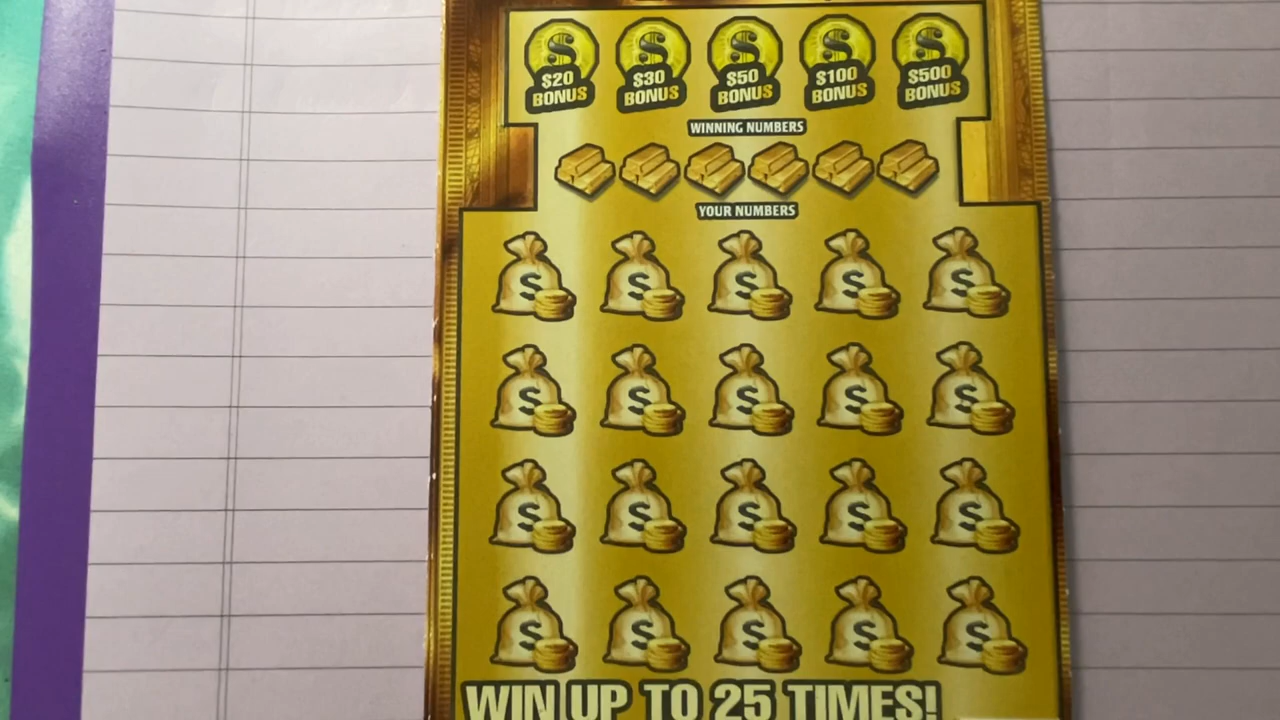 $20 $30 $50 $100 $500
BONUS BONUS BONUS BONUS BONUS
WINNING NUMBERS
YOUR NUMBERS
$ $ $ $ $
$ $ $ $ $
$ $ $ $ $
$ $ $ $ $
WIN UP TO 25 TIMES!